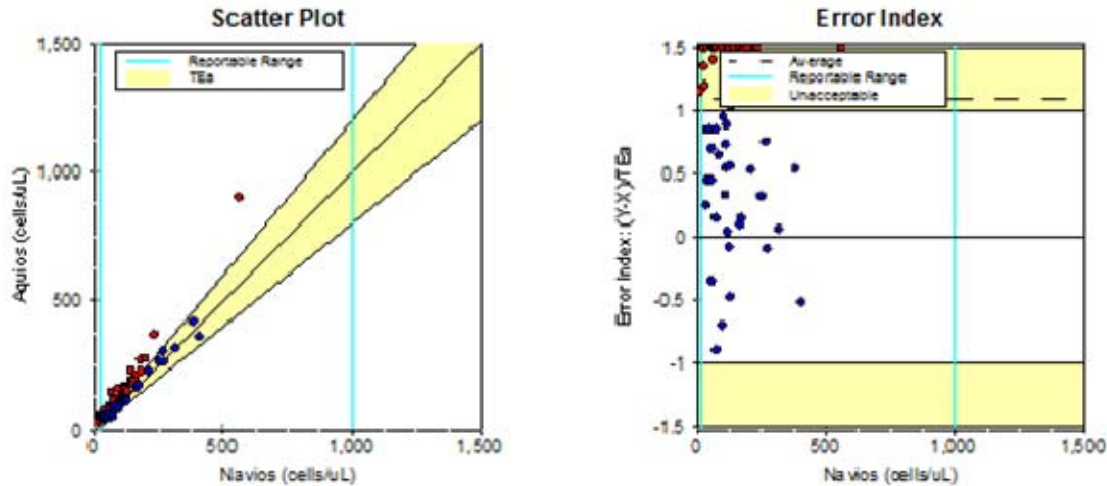 Scatter Plot
1,500
Reportable Range
TEa
1,000
500
0
Aquios (cells/uL)
0 500 1,000 1,500
Navios (cells/uL)
Error Index
1.5
Average
Reportable Range
Unacceptable
1
0.5
0
-0.5
-1
-1.5
Error Index: (Y-X)/TEa
0 500 1,000 1,500
Navios (cells/uL)